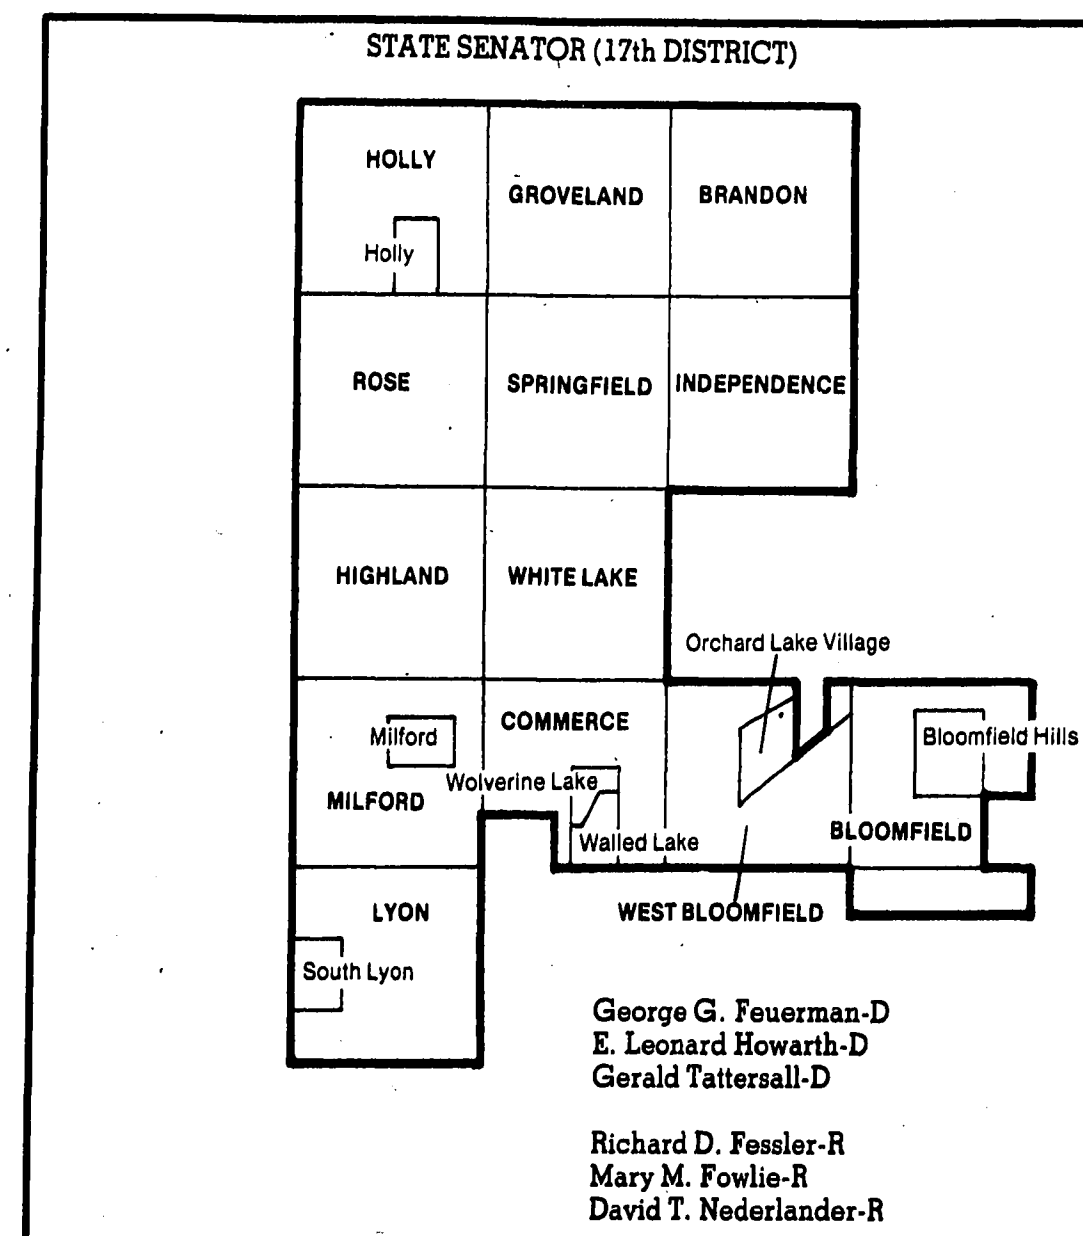 STATE SENATOR (17th DISTRICT)
HOLLY
GROVELAND
BRANDON
Holly
ROSE
SPRINGFIELD
INDEPENDENCE
HIGHLAND
WHITE LAKE
Orchard Lake Village
COMMERCE
Milford
Bloomfield Hills
Wolverine Lake
MILFORD
BLOOMFIELD
Walled Lake
LYON
WEST BLOOMFIELD
South Lyon
George G. Feuerman-D
E. Leonard Howarth-D
Gerald Tattersall-D
Richard D. Fessler-R
Mary M. Fowlie-R
David T. Nederlander-R